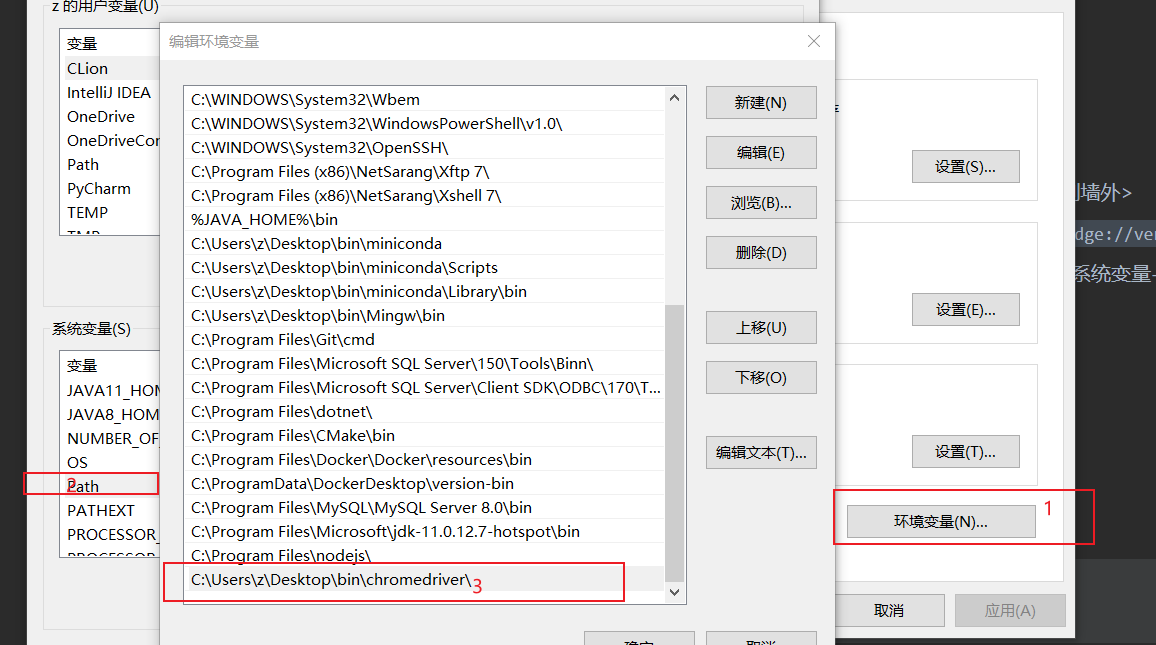 z 的用户变量(U)
变量
CLion
IntelliJ IDEA
OneDrive
OneDriveCor
Path
PyCharm
TEMP
TMP
系统变量(S)
变量
JAVA11_HOM
JAVA8_HOM
NUMBER_OF_
OS
2
Path
PATHEXT
PROCESSOR_
PROCESSOR
编辑环境变量
C:\WINDOWS\System32\Wbem
C:\WINDOWS\System32\WindowsPowerShell\v1.0\
C:\WINDOWS\System32\OpenSSH\
C:\Program Files (x86)\NetSarang\Xftp 7\
C:\Program Files (x86)\NetSarang\Xshell 7\
%JAVA_HOME%\bin
C:\Users\z\Desktop\bin\miniconda
C:\Users\z\Desktop\bin\miniconda\Scripts
C:\Users\z\Desktop\bin\miniconda\Library\bin
C:\Users\z\Desktop\bin\Mingw\bin
C:\Program Files\Git\cmd
C:\Program Files\Microsoft SQL Server\150\Tools\Binn\
C:\Program Files\Microsoft SQL Server\Client SDK\ODBC\170\T...
C:\Program Files\dotnet\
C:\Program Files\CMake\bin
C:\Program Files\Docker\Docker\resources\bin
C:\ProgramData\DockerDesktop\version-bin
C:\Program Files\MySQL\MySQL Server 8.0\bin
C:\Program Files\Microsoft\jdk-11.0.12.7-hotspot\bin
C:\Program Files\nodejs\
C:\Users\z\Desktop\bin\chromedriver\
3
新建(N)
编辑(E)
浏览(B)...
删除(D)
上移(U)
下移(O)
编辑文本(T)...
确定
取消
设置(S)...
设置(E)...
设置(T)...
环境变量(N)...
1
取消
应用(A)
墙外>
dge://ver
系统变量-